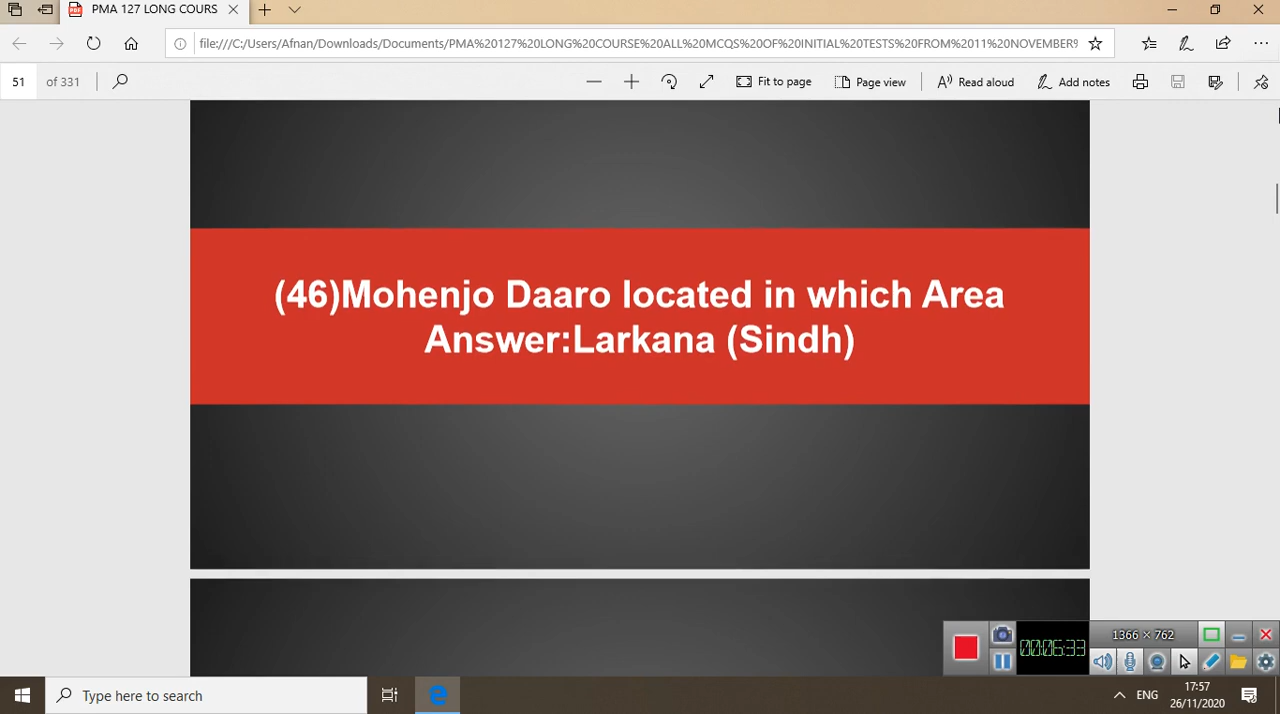 PMA 127 LONG COURS
file:///C:/Users/Afnan/Downloads/Documents/PMA%20127%20LONG%20COURSE%20ALL%20MCQS%20OF%20INITIAL%20TESTS%20FROM%2011%20NOVEMBER%
51 of 331
Fit to page
Page view
Read aloud
Add notes
(46)Mohenjo Daaro located in which Area
Answer:Larkana (Sindh)
00:06:33
1366 × 762
Type here to search
ENG
17:57
26/11/2020